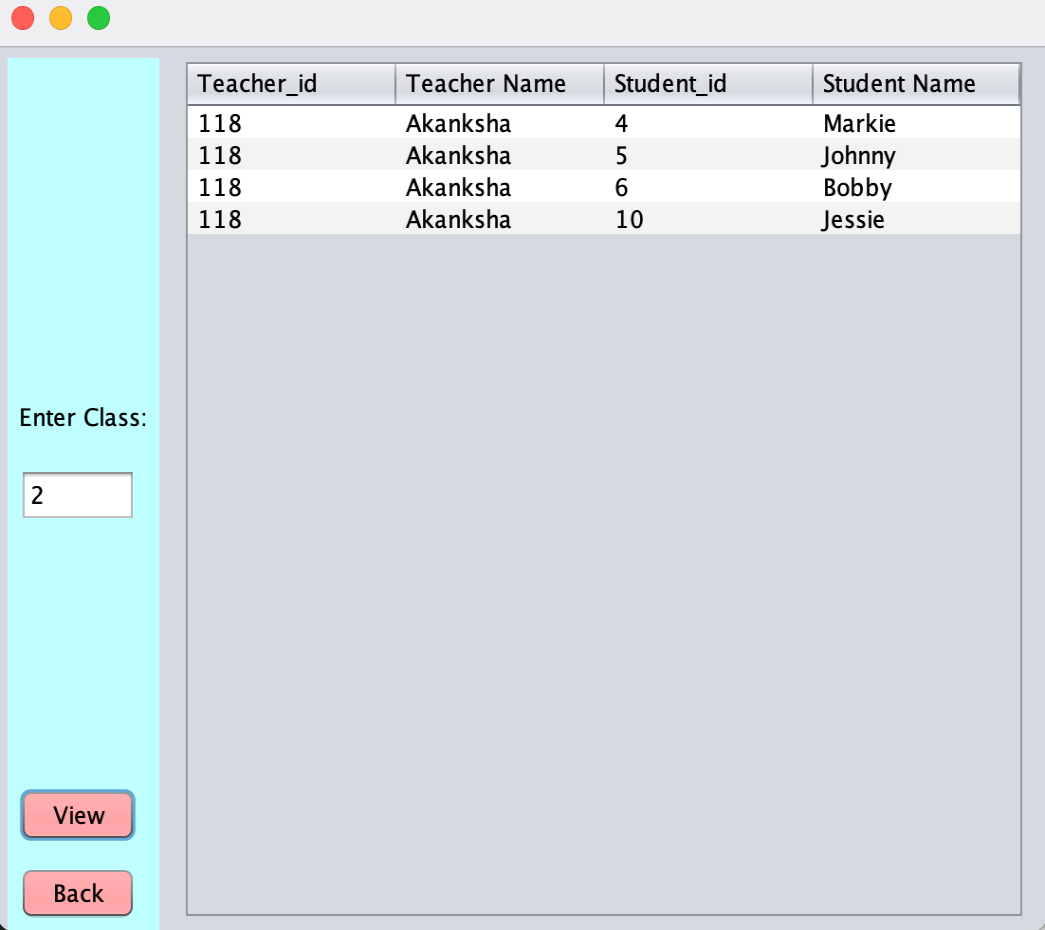 Teacher_id Teacher Name Student_id Student Name
118 Akanksha 4 Markie
118 Akanksha 5 Johnny
118 Akanksha 6 Bobby
118 Akanksha 10 Jessie
Enter Class:
2
View
Back